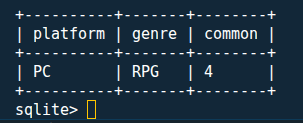 +----------+-------+--------+
| platform | genre | common |
+----------+-------+--------+
| PC       | RPG   | 4      |
+----------+-------+--------+
sqlite>